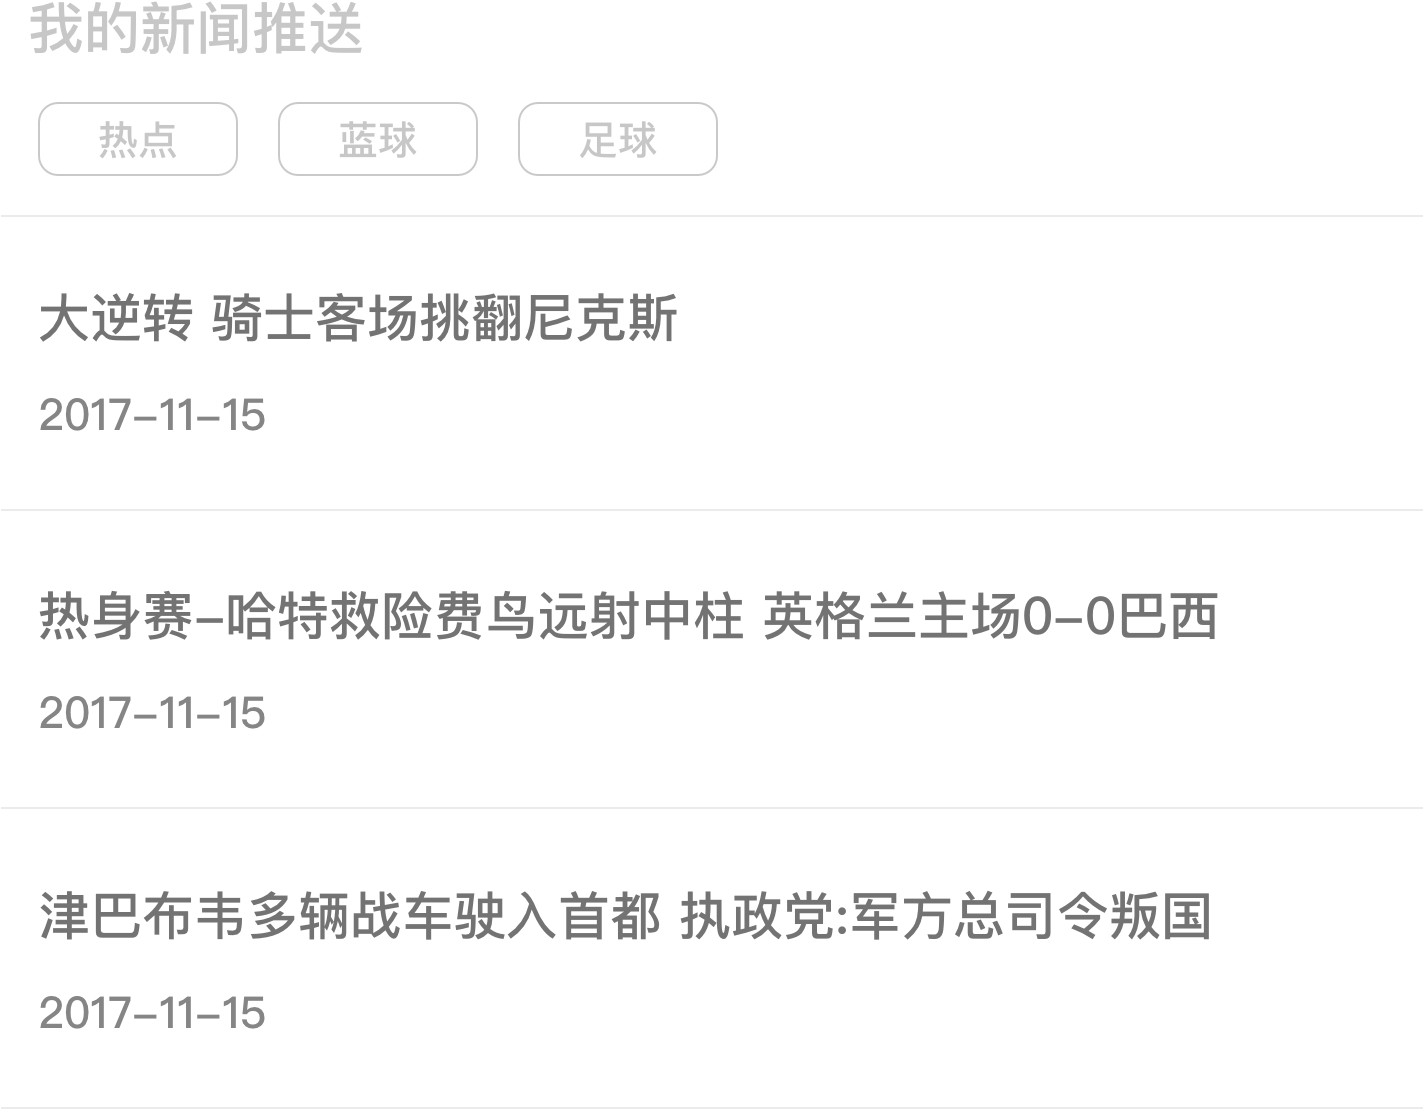 我的新闻推送
热点 蓝球 足球
大逆转 骑士客场挑翻尼克斯
2017-11-15
热身赛-哈特救险费鸟远射中柱 英格兰主场0-0巴西
2017-11-15
津巴布韦多辆战车驶入首都 执政党:军方总司令叛国
2017-11-15